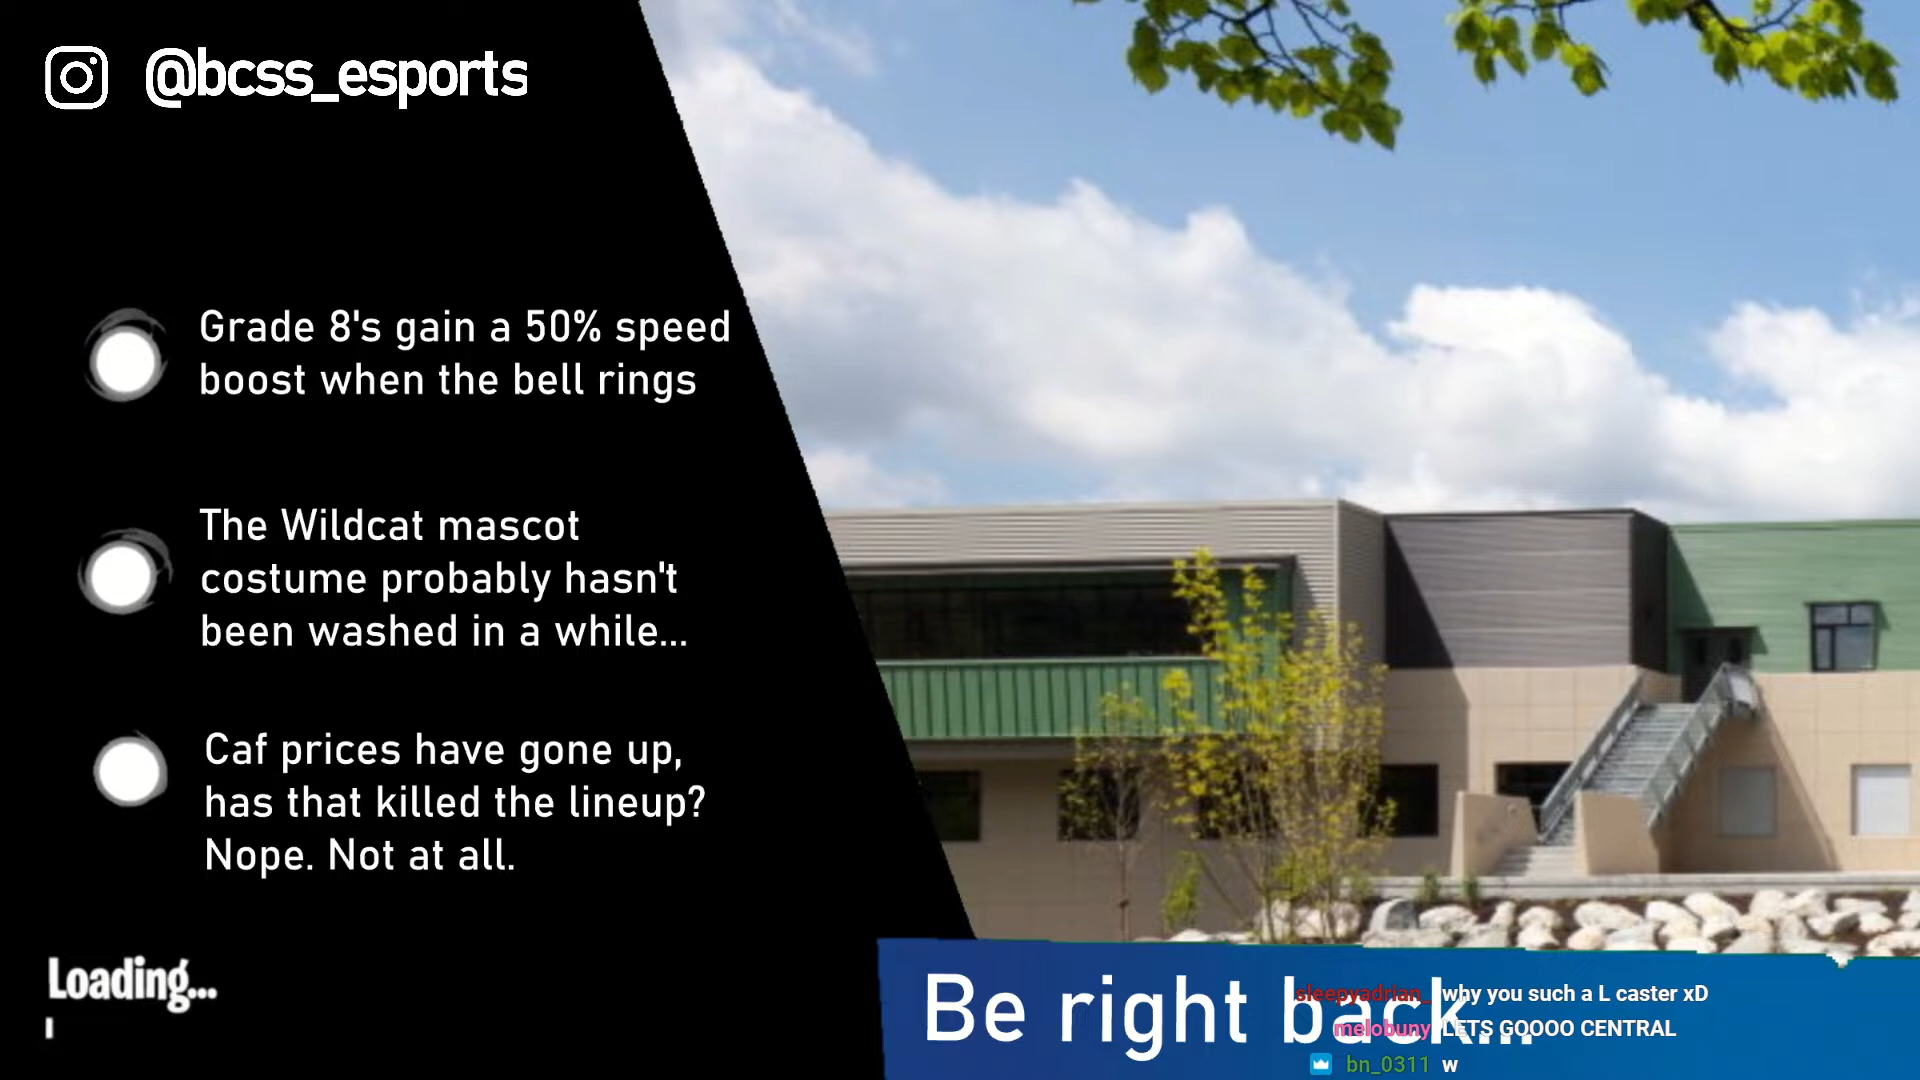 @bcss_esports
Grade 8's gain a 50% speed
boost when the bell rings
The Wildcat mascot
costume probably hasn't
been washed in a while...
Caf prices have gone up,
has that killed the lineup?
Nope. Not at all.
Loading...
Be right back...
sleepyadrian_ why you such a L caster xD
melobuny LETS GOOOO CENTRAL
bn_0311 w